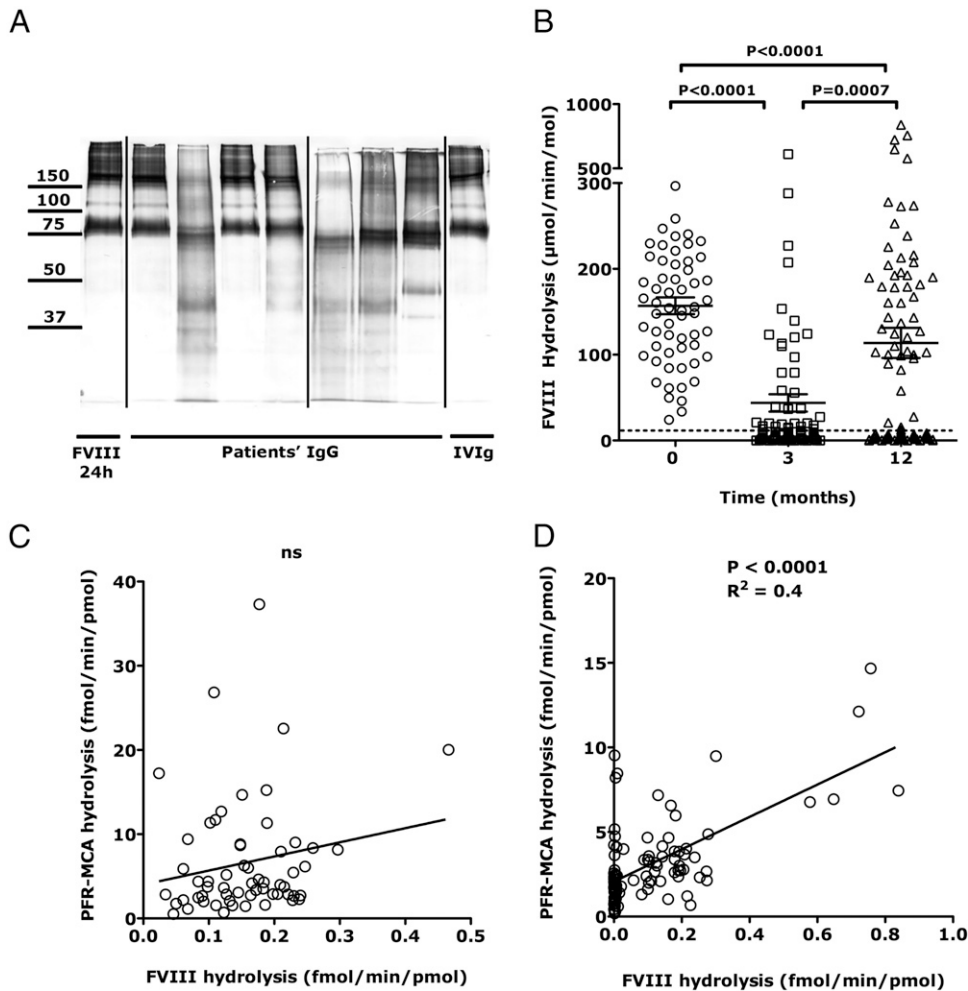 A
150
100
75
50
37
FVIII
24h
Patients' IgG
IVIg
B
P<0.0001
P<0.0001 P=0.0007
FVIII Hydrolysis (µmol/mim/mol)
1000
500
300
200
100
0
0 3 12
Time (months)
C
ns
PFR-MCA hydrolysis (fmol/min/pmol)
40
30
20
10
0
0.0 0.1 0.2 0.3 0.4 0.5
FVIII hydrolysis (fmol/min/pmol)
D
P < 0.0001
R² = 0.4
PFR-MCA hydrolysis (fmol/min/pmol)
20
15
10
5
0
0.0 0.2 0.4 0.6 0.8 1.0
FVIII hydrolysis (fmol/min/pmol)